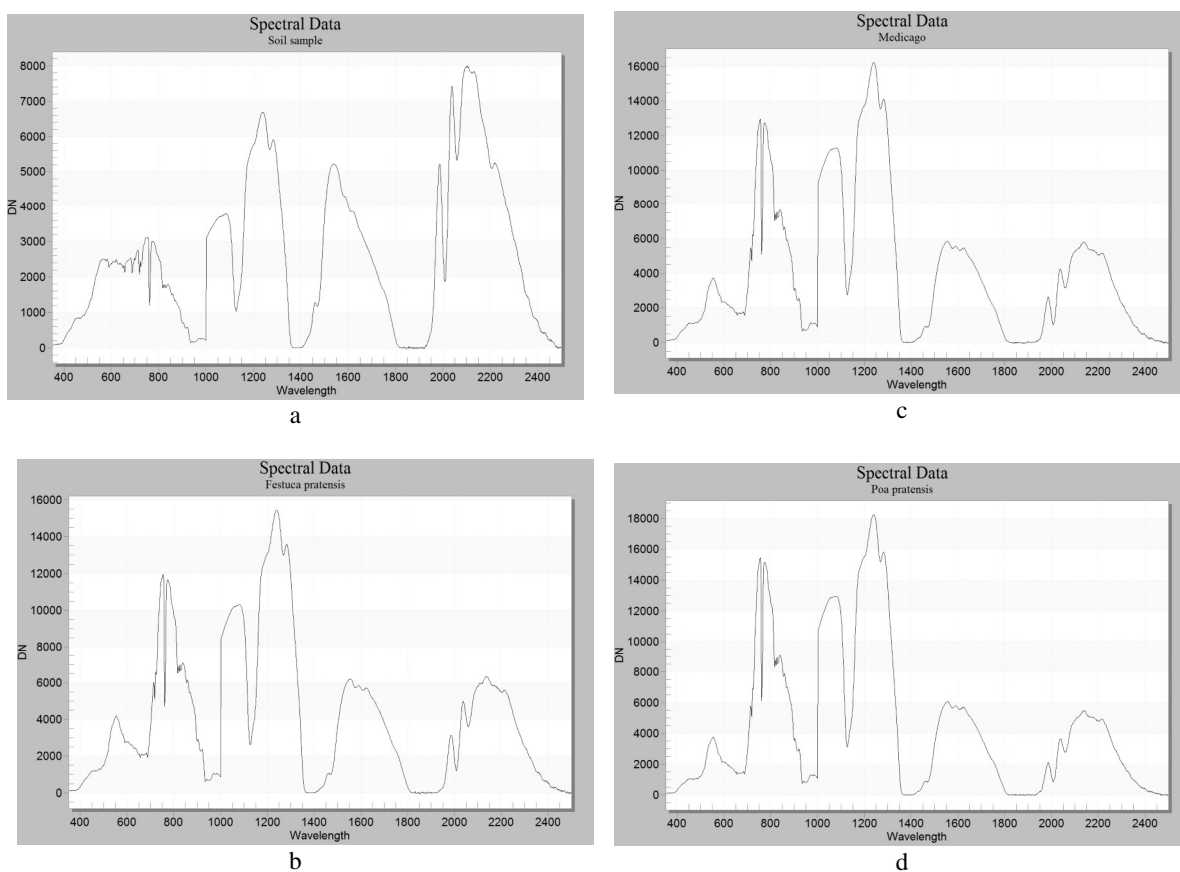 Spectral Data
Soil sample
DN
8000
7000
6000
5000
4000
3000
2000
1000
0
400 600 800 1000 1200 1400 1600 1800 2000 2200 2400
Wavelength
a
Spectral Data
Medicago
DN
16000
14000
12000
10000
8000
6000
4000
2000
0
400 600 800 1000 1200 1400 1600 1800 2000 2200 2400
Wavelength
c
Spectral Data
Festuca pratensis
DN
16000
14000
12000
10000
8000
6000
4000
2000
0
400 600 800 1000 1200 1400 1600 1800 2000 2200 2400
Wavelength
b
Spectral Data
Poa pratensis
DN
18000
16000
14000
12000
10000
8000
6000
4000
2000
0
400 600 800 1000 1200 1400 1600 1800 2000 2200 2400
Wavelength
d